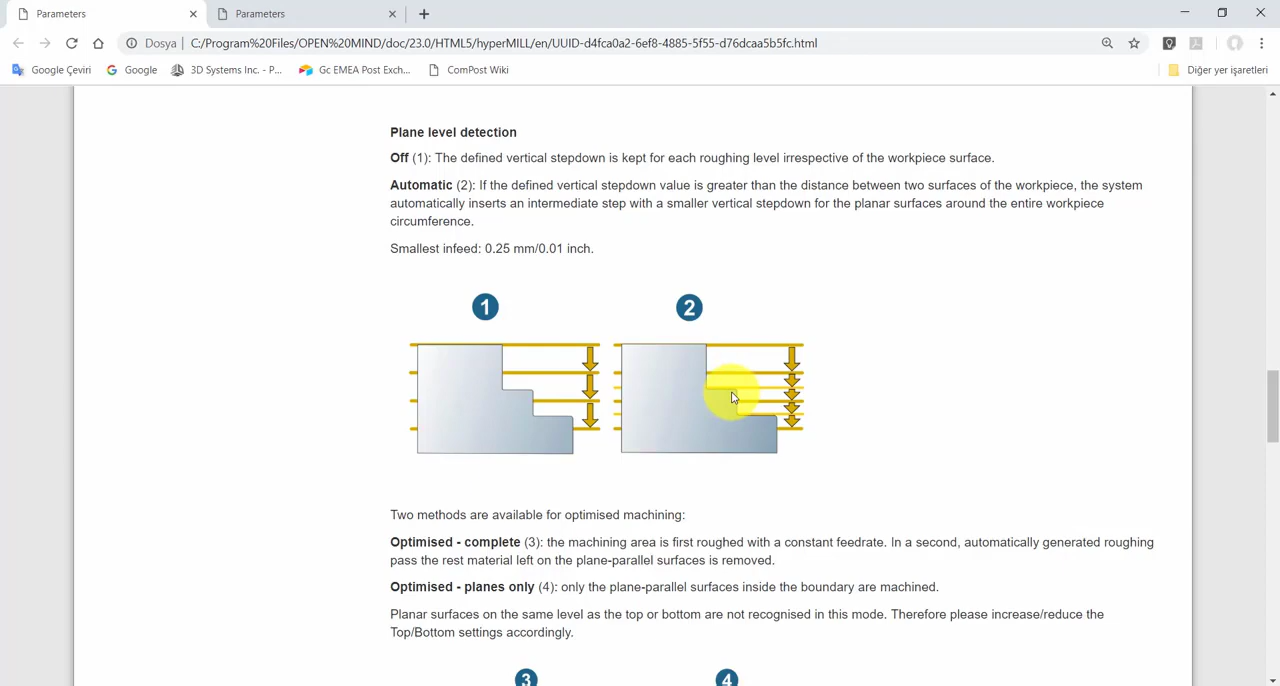 Parameters
Parameters
Dosya | C:/Program%20Files/OPEN%20MIND/doc/23.0/HTML5/hyperMILL/en/UUID-d4fca0a2-6ef8-4885-5f55-d76dcaa5b5fc.html
Google Çeviri Google 3D Systems Inc. - P... Gc EMEA Post Exch... ComPost Wiki Diğer yer işaretleri
Plane level detection
Off (1): The defined vertical stepdown is kept for each roughing level irrespective of the workpiece surface.
Automatic (2): If the defined vertical stepdown value is greater than the distance between two surfaces of the workpiece, the system
automatically inserts an intermediate step with a smaller vertical stepdown for the planar surfaces around the entire workpiece
circumference.
Smallest infeed: 0.25 mm/0.01 inch.
1 2
Two methods are available for optimised machining:
Optimised - complete (3): the machining area is first roughed with a constant feedrate. In a second, automatically generated roughing
pass the rest material left on the plane-parallel surfaces is removed.
Optimised - planes only (4): only the plane-parallel surfaces inside the boundary are machined.
Planar surfaces on the same level as the top or bottom are not recognised in this mode. Therefore please increase/reduce the
Top/Bottom settings accordingly.
3 4